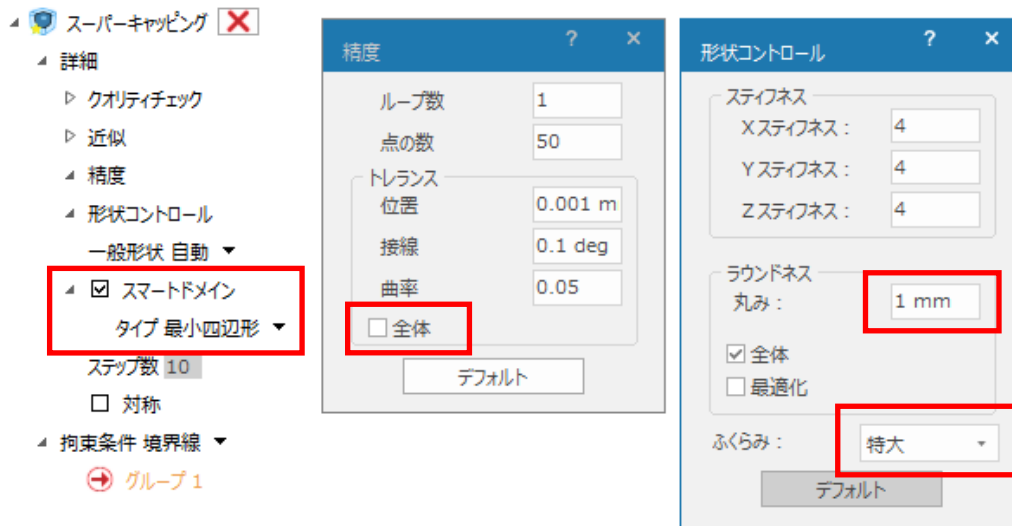 スーパーキャッピング
詳細
クオリティチェック
近似
精度
形状コントロール
一般形状 自動
スマートドメイン
タイプ 最小四辺形
ステップ数 10
対称
拘束条件 境界線
グループ 1
精度 ? ×
ループ数 1
点の数 50
トレランス
位置 0.001 m
接線 0.1 deg
曲率 0.05
全体
デフォルト
形状コントロール ? ×
スティフネス
X スティフネス : 4
Y スティフネス : 4
Z スティフネス : 4
ラウンドネス
丸み : 1 mm
全体
最適化
ふくらみ : 特大
デフォルト